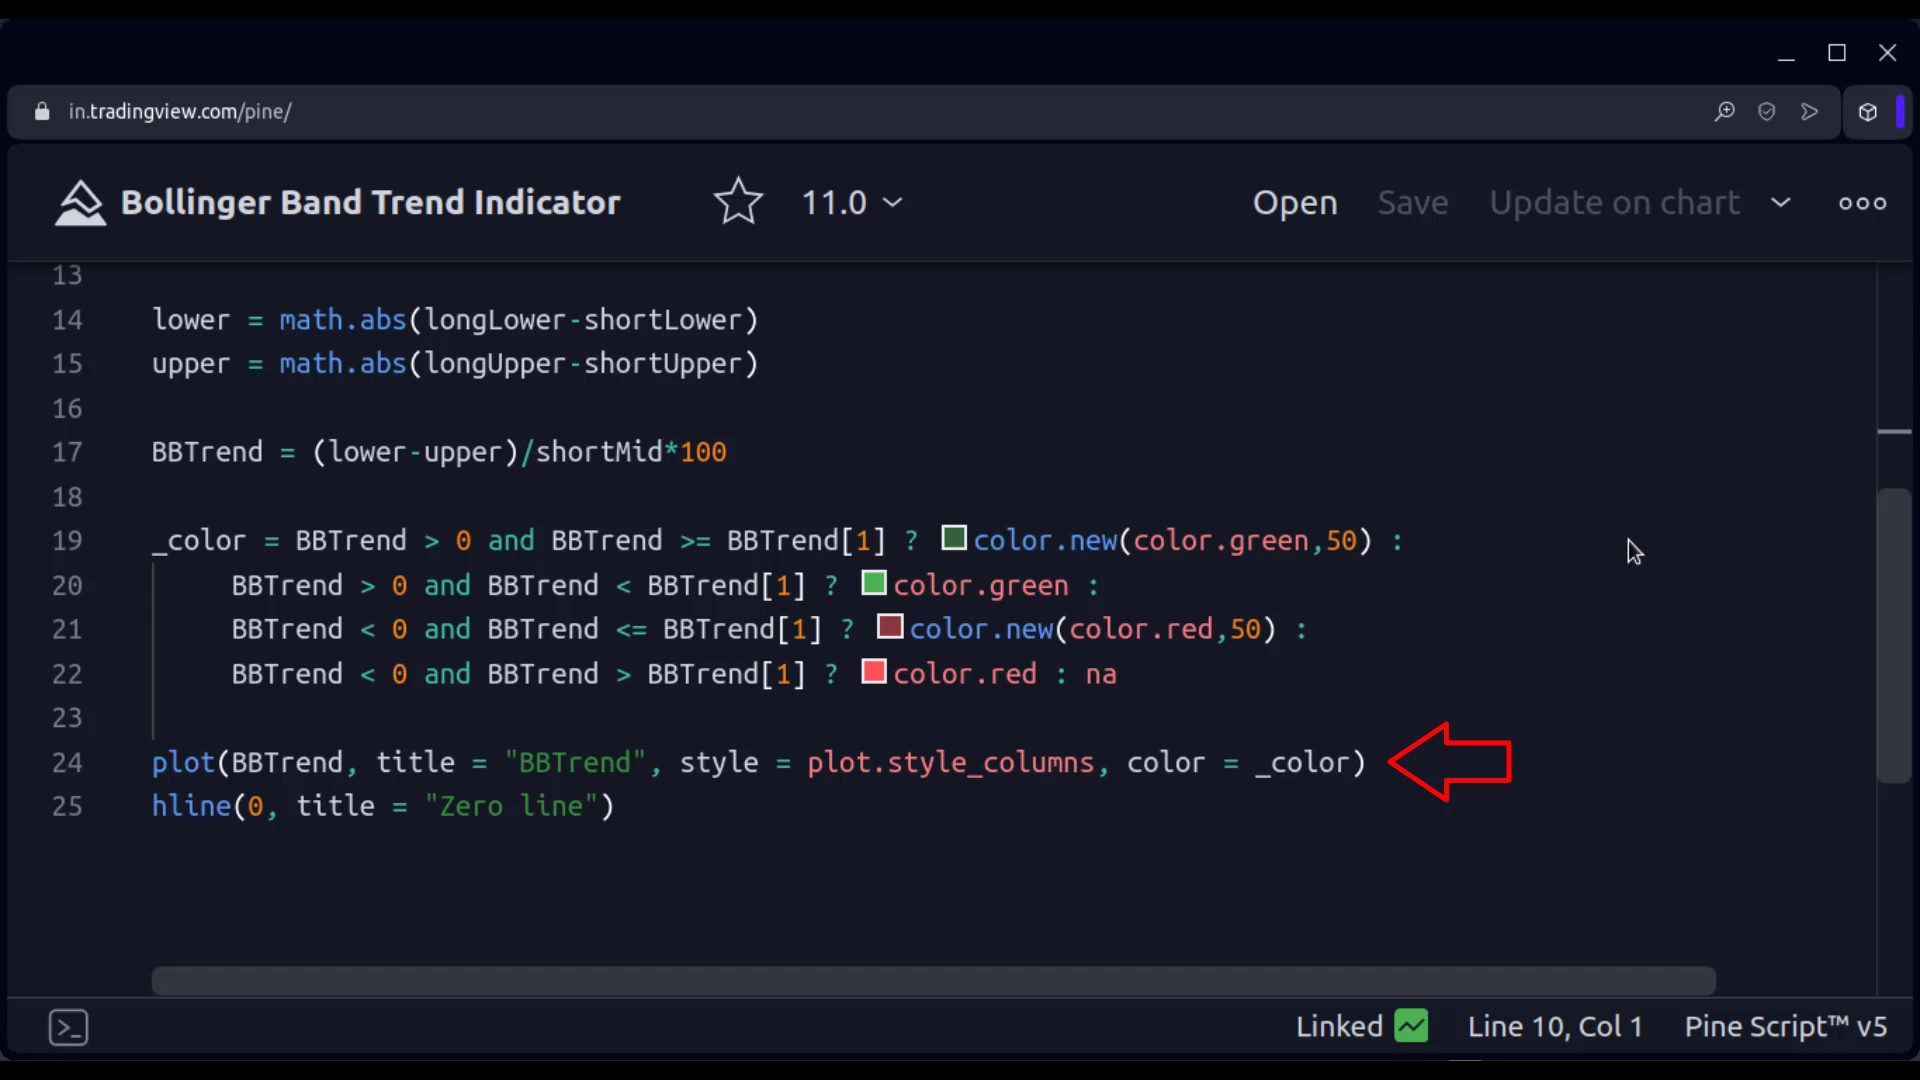 in.tradingview.com/pine/
Bollinger Band Trend Indicator 11.0 Open Save Update on chart
13
14 lower = math.abs(longLower-shortLower)
15 upper = math.abs(longUpper-shortUpper)
16
17 BBTrend = (lower-upper)/shortMid*100
18
19 _color = BBTrend > 0 and BBTrend >= BBTrend[1] ? color.new(color.green,50) :
20 BBTrend > 0 and BBTrend < BBTrend[1] ? color.green :
21 BBTrend < 0 and BBTrend <= BBTrend[1] ? color.new(color.red,50) :
22 BBTrend < 0 and BBTrend > BBTrend[1] ? color.red : na
23
24 plot(BBTrend, title = "BBTrend", style = plot.style_columns, color = _color)
25 hline(0, title = "Zero line")
Linked Line 10, Col 1 Pine Script™ v5